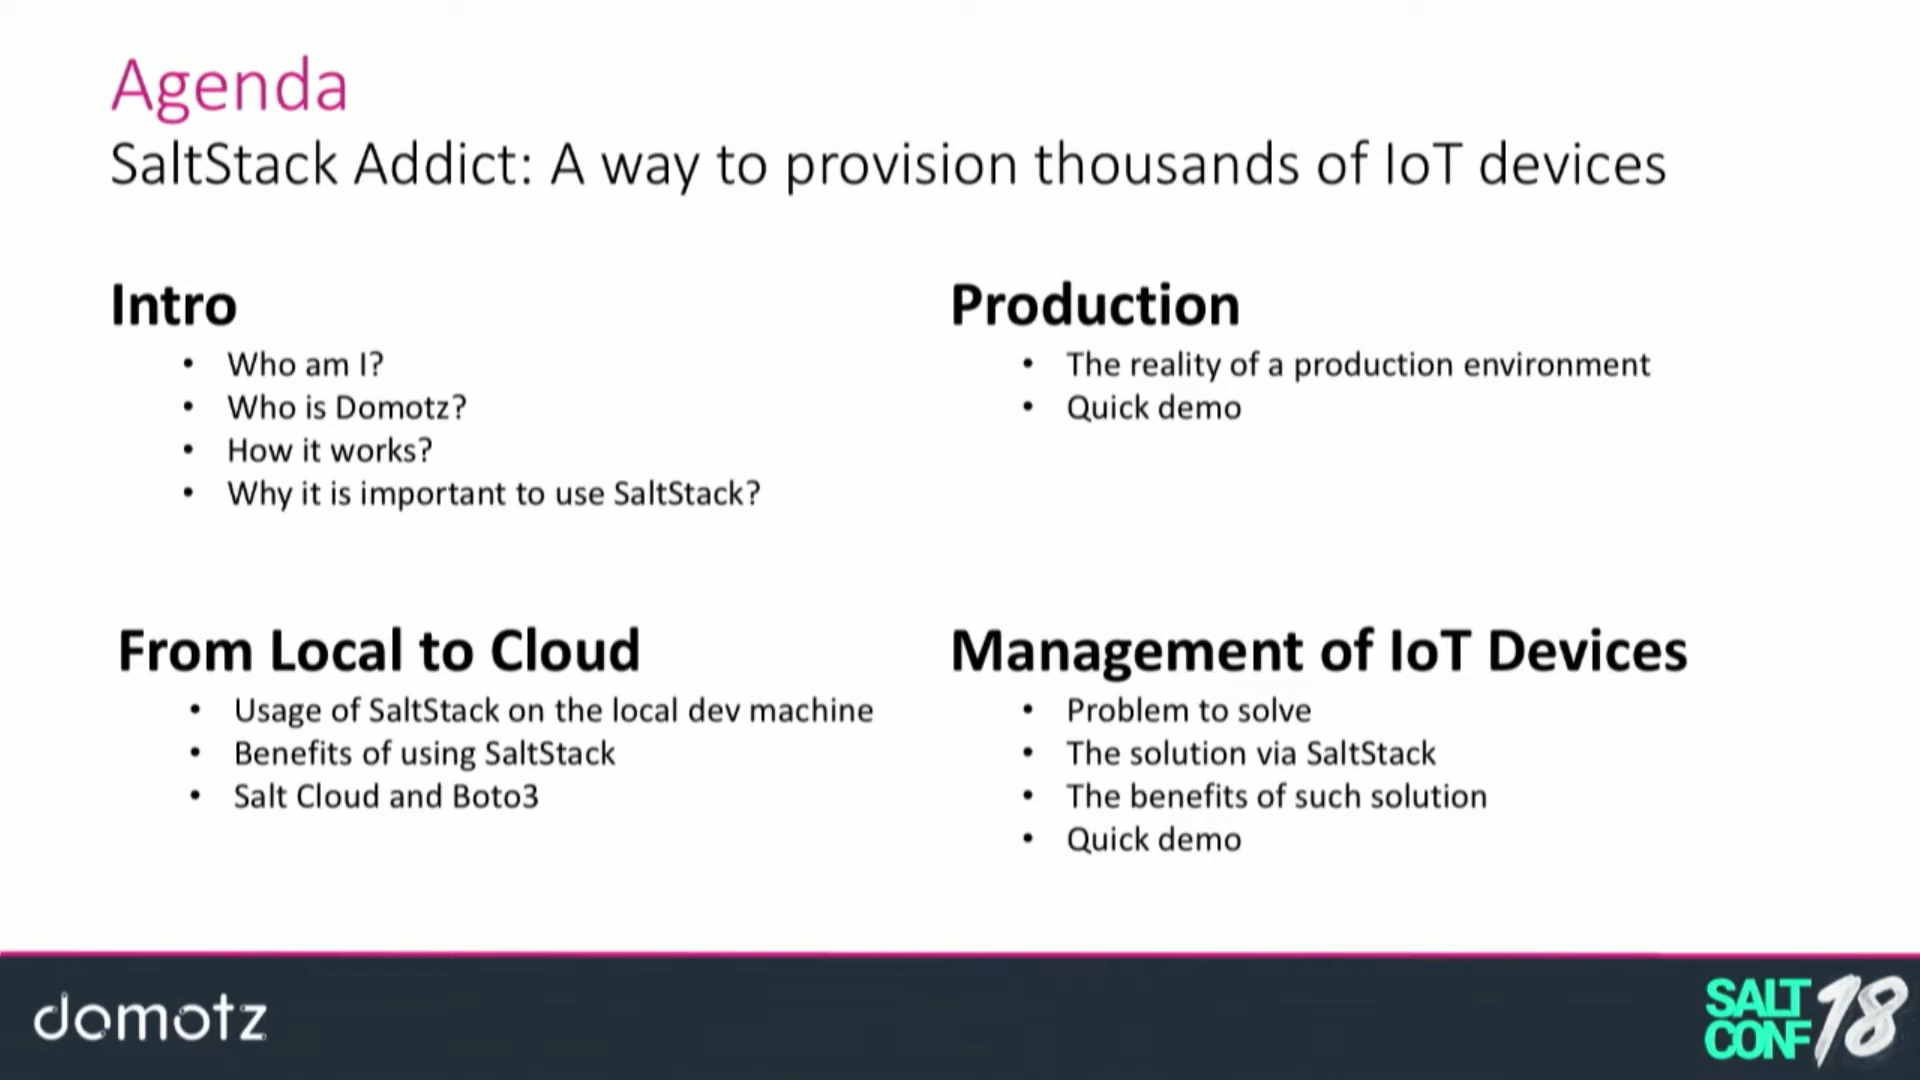 Agenda
SaltStack Addict: A way to provision thousands of IoT devices
Intro
• Who am I?
• Who is Domotz?
• How it works?
• Why it is important to use SaltStack?
Production
• The reality of a production environment
• Quick demo
From Local to Cloud
• Usage of SaltStack on the local dev machine
• Benefits of using SaltStack
• Salt Cloud and Boto3
Management of IoT Devices
• Problem to solve
• The solution via SaltStack
• The benefits of such solution
• Quick demo
domotz
SALT
CONF 18